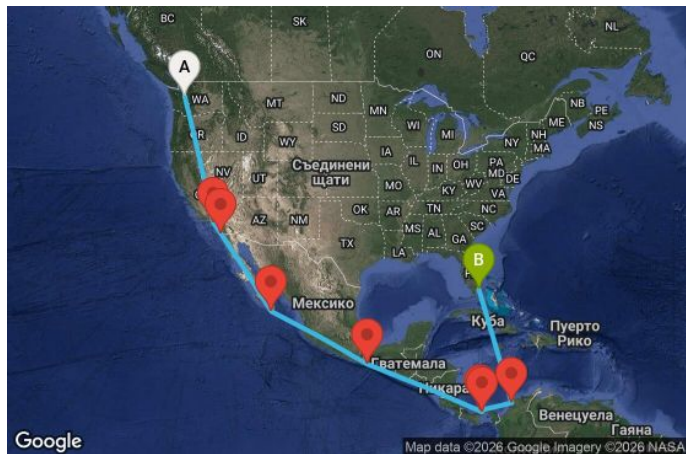 BC
SK
NL
ON
QC
A
WA
MT
ND
MN
NB
PE
NS
OR
ID
SD
WI
MI
ME
NH
MA
NY
WY
IA
PA
NV
Съединени
щати
UT
IL
IN
OH
MD
DE
MO
WV
VA
KY
AZ
NM
OK
AR
TN
NC
SC
MS
AL
GA
TX
LA
B
Мексико
Куба
Пуерто
Рико
Гватемала
Никара
Венецуела
Гаяна
Google
Map data ©2026 Google Imagery ©2026 NASA